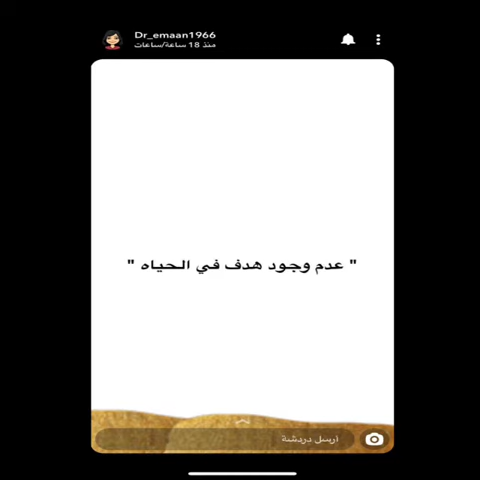 Dr_emaan1966
منذ 18 ساعة/ساعات
" عدم وجود هدف في الحياه "
أرسل دردشة